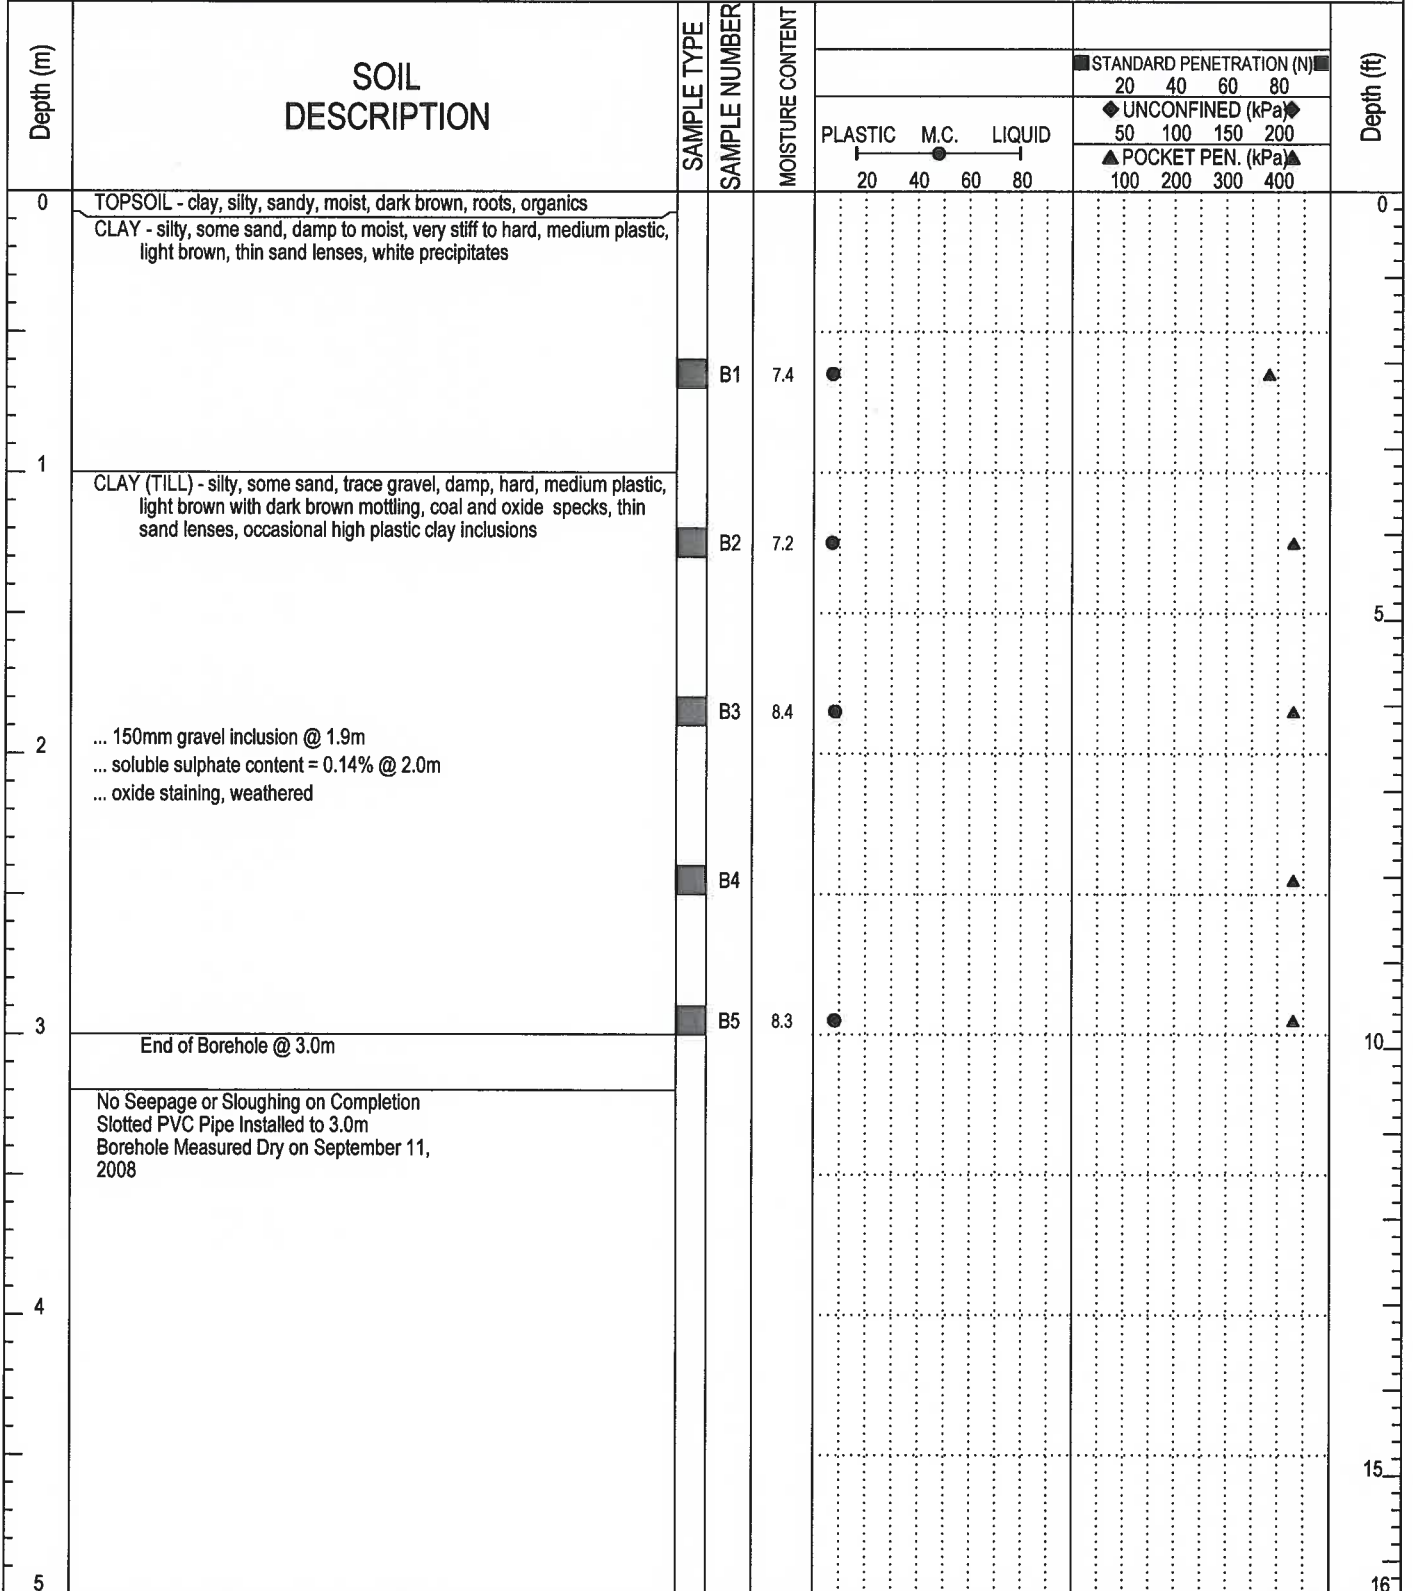 Depth (m)
SOIL
DESCRIPTION
SAMPLE TYPE
SAMPLE NUMBER
MOISTURE CONTENT
PLASTIC M.C. LIQUID
20 40 60 80
STANDARD PENETRATION (N)
20 40 60 80
UNCONFINED (kPa)
50 100 150 200
POCKET PEN. (kPa)
100 200 300 400
Depth (ft)
0
TOPSOIL - clay, silty, sandy, moist, dark brown, roots, organics
0
CLAY - silty, some sand, damp to moist, very stiff to hard, medium plastic,
light brown, thin sand lenses, white precipitates
B1 7.4
1
CLAY (TILL) - silty, some sand, trace gravel, damp, hard, medium plastic,
light brown with dark brown mottling, coal and oxide specks, thin
sand lenses, occasional high plastic clay inclusions
B2 7.2
5
B3 8.4
... 150mm gravel inclusion @ 1.9m
2
... soluble sulphate content = 0.14% @ 2.0m
... oxide staining, weathered
B4
B5 8.3
3
End of Borehole @ 3.0m
10
No Seepage or Sloughing on Completion
Slotted PVC Pipe Installed to 3.0m
Borehole Measured Dry on September 11,
2008
4
15
5
16